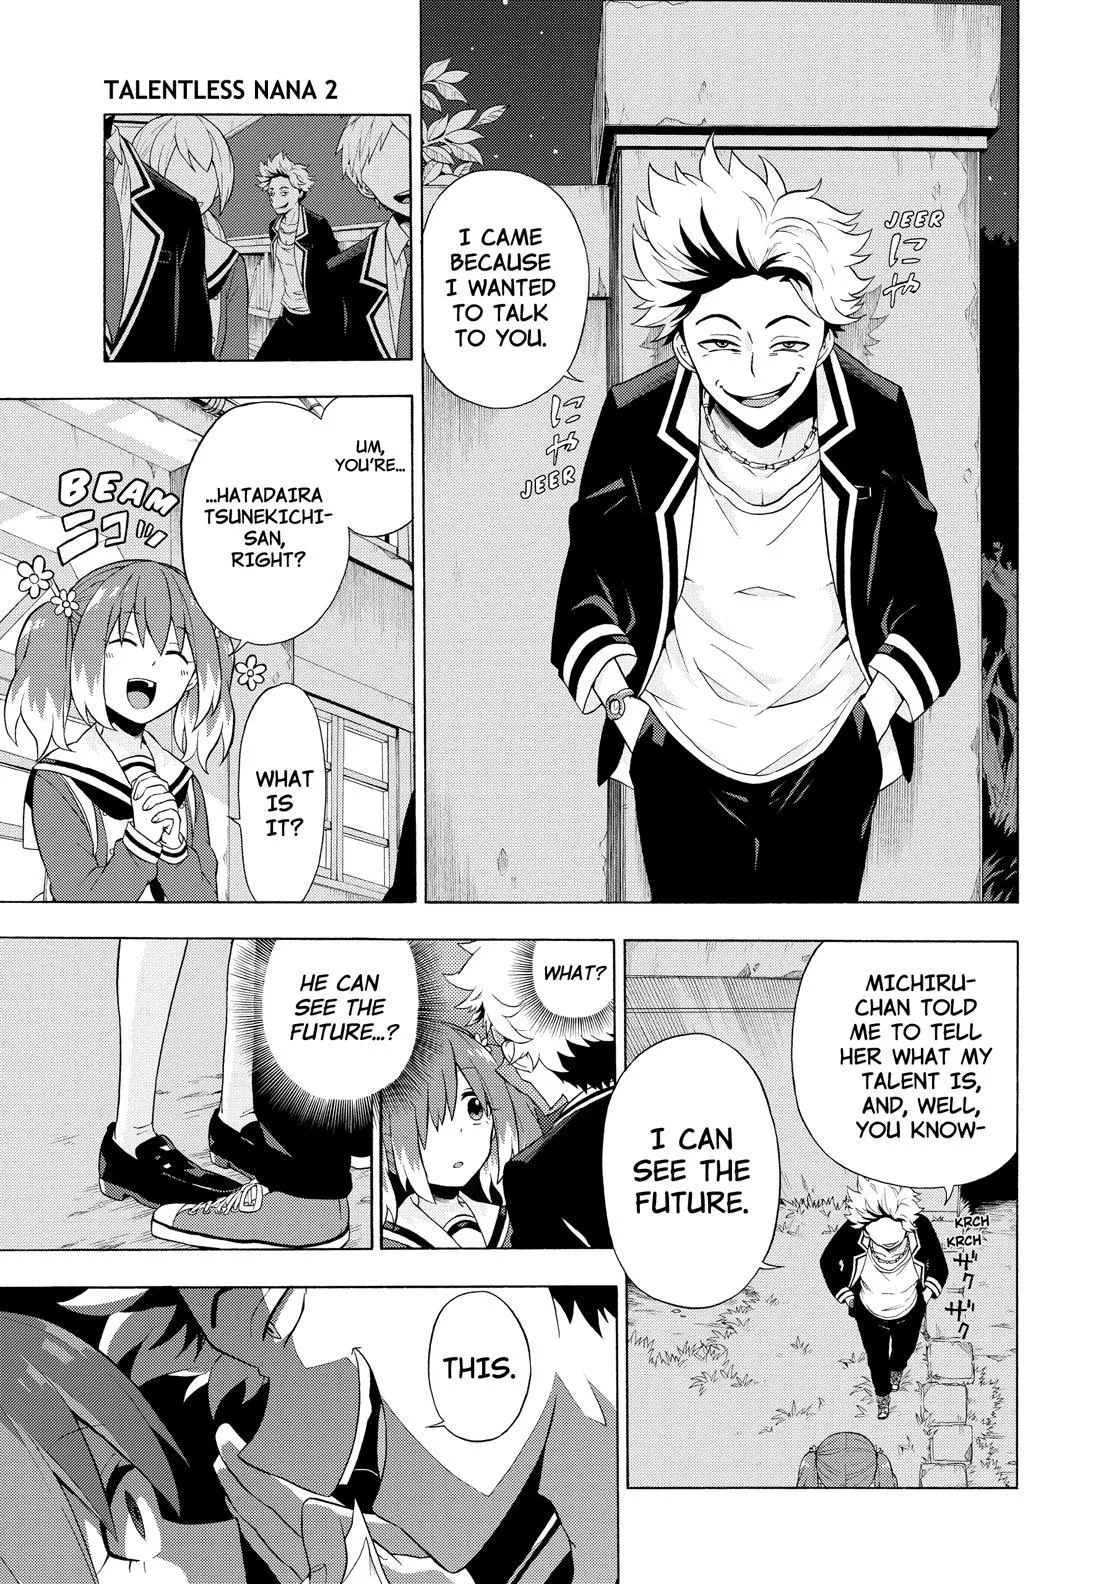 TALENTLESS NANA 2
I CAME
BECAUSE
I WANTED
TO TALK
TO YOU.
JEER
にゃ
にゃ
JEER
UM,
YOU'RE...
...HATADAIRA
TSUNEKICHI-
SAN,
RIGHT?
BEAM
ニコッ
WHAT
IS
IT?
MICHIRU-
CHAN TOLD
ME TO TELL
HER WHAT MY
TALENT IS,
AND, WELL,
YOU KNOW-
KRCH
KRCH
ザク
ザク
I CAN
SEE THE
FUTURE.
WHAT?
HE CAN
SEE THE
FUTURE...?
THIS.